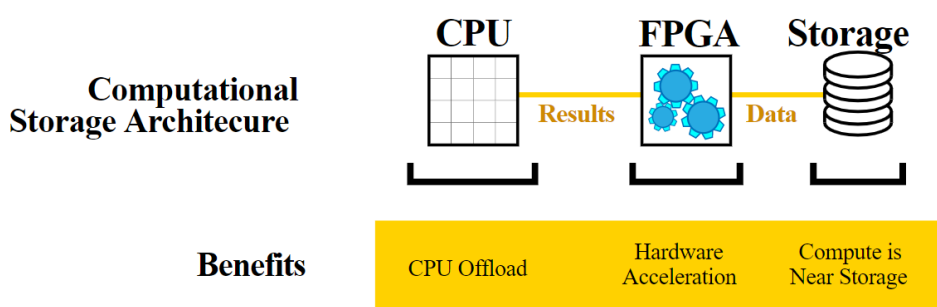 CPU
FPGA
Storage
Computational
Storage Architecure
Results
Data
Benefits
CPU Offload
Hardware
Acceleration
Compute is
Near Storage